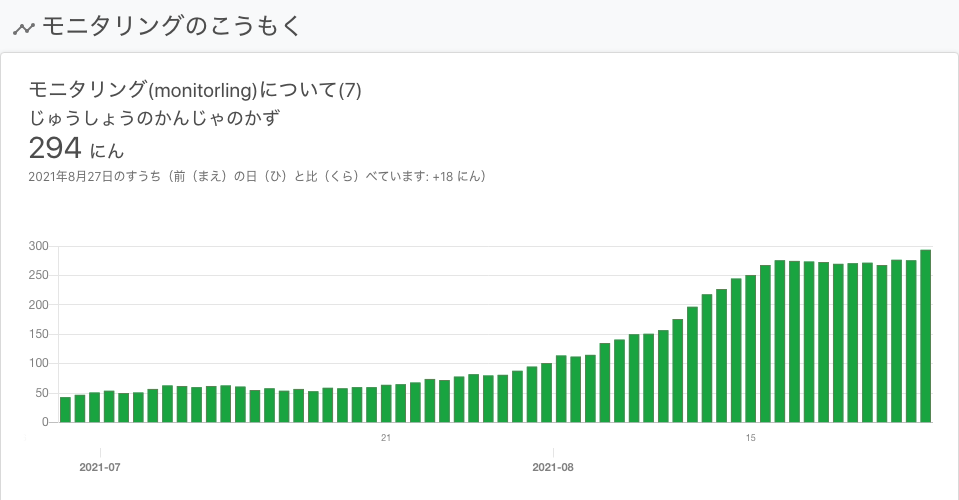 モニタリングのこうもく
モニタリング(monitorling)について(7)
じゅうしょうのかんじゃのかず
294 にん
2021年8月27日のすうち（前（まえ）の日（ひ）と比（くら）べています: +18 にん）
300
250
200
150
100
50
0
21
15
2021-07
2021-08